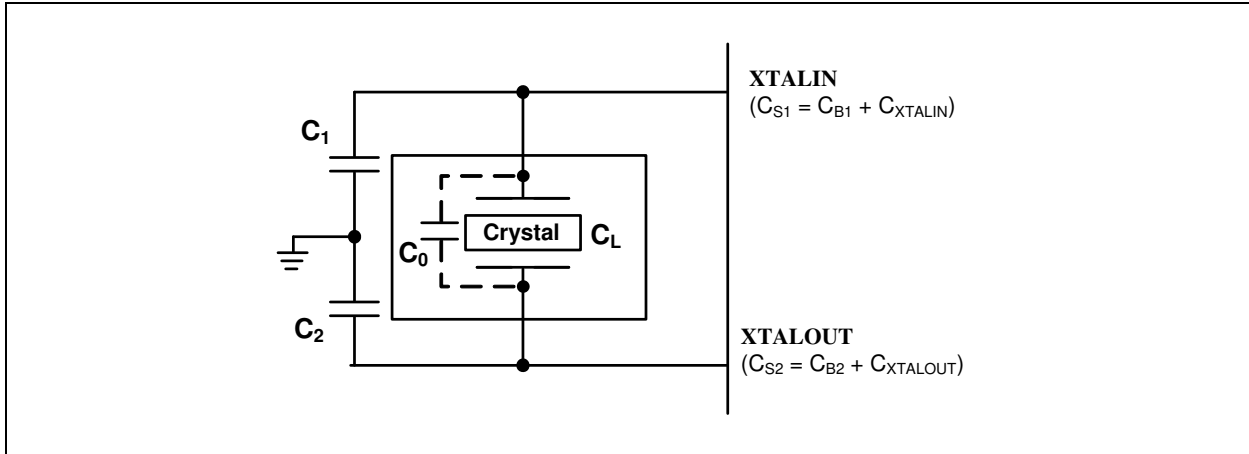 XTALIN
(C_S1 = C_B1 + C_XTALIN)
C_1
Crystal
C_L
C_0
C_2
XTALOUT
(C_S2 = C_B2 + C_XTALOUT)